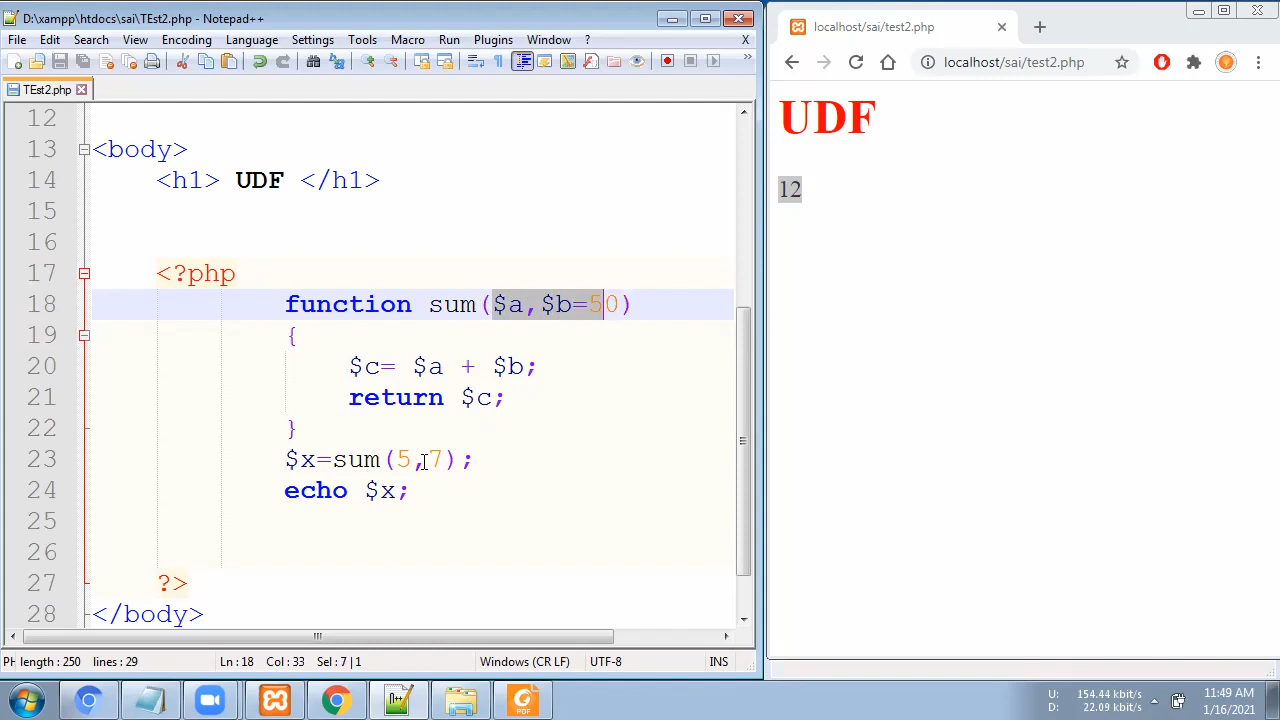 D:\xampp\htdocs\sai\TEst2.php - Notepad++
File Edit Search View Encoding Language Settings Tools Macro Run Plugins Window ? X
TEst2.php
12
13 <body>
14 <h1> UDF </h1>
15
16
17 <?php
18 function sum($a,$b=50)
19 {
20 $c= $a + $b;
21 return $c;
22 }
23 $x=sum(5,7);
24 echo $x;
25
26
27 ?>
28 </body>
PH length : 250 lines : 29 Ln : 18 Col : 33 Sel : 7 | 1 Windows (CR LF) UTF-8 INS
localhost/sai/test2.php
localhost/sai/test2.php
UDF
12
PDF
U: 154.44 kbit/s
D: 22.09 kbit/s
11:49 AM
1/16/2021